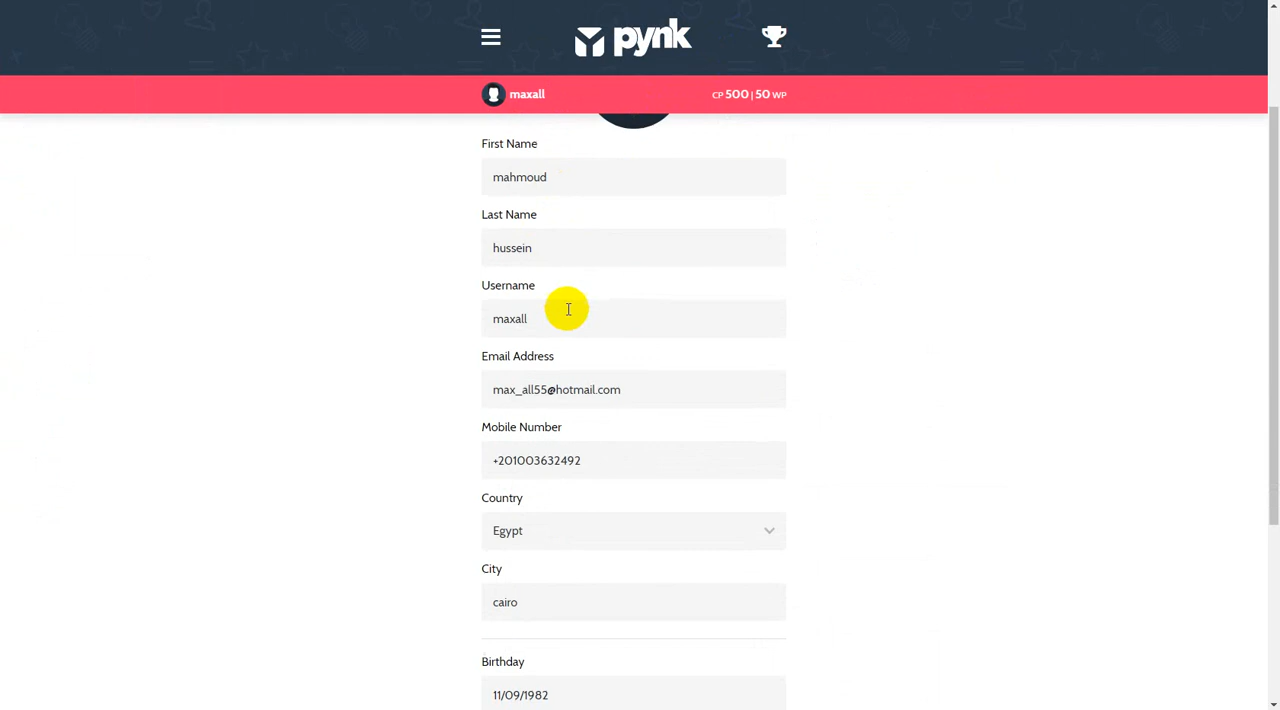 pynk
maxall
CP 500 | 50 WP
First Name
mahmoud
Last Name
hussein
Username
maxall
Email Address
max_all55@hotmail.com
Mobile Number
+201003632492
Country
Egypt
City
cairo
Birthday
11/09/1982